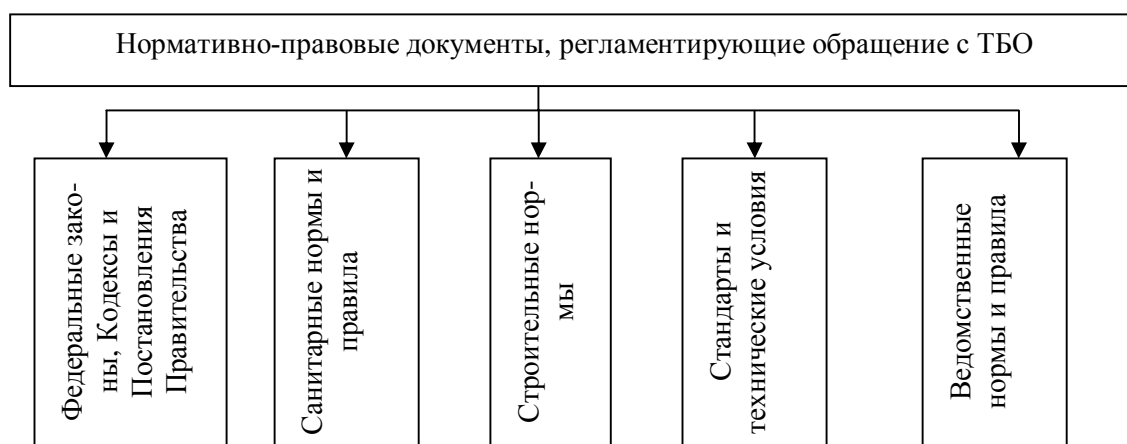 Нормативно-правовые документы, регламентирующие обращение с ТБО
Федеральные зако-
ны, Кодексы и
Постановления
Правительства
Санитарные нормы и
правила
Строительные нор-
мы
Стандарты и
технические условия
Ведомственные
нормы и правила